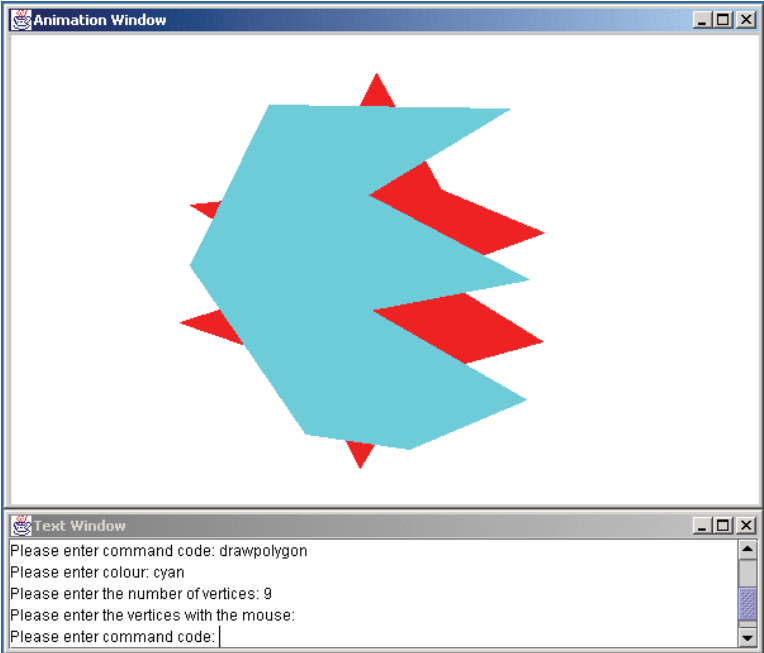 Animation Window
Text Window
Please enter command code: drawpolygon
Please enter colour: cyan
Please enter the number of vertices: 9
Please enter the vertices with the mouse:
Please enter command code: